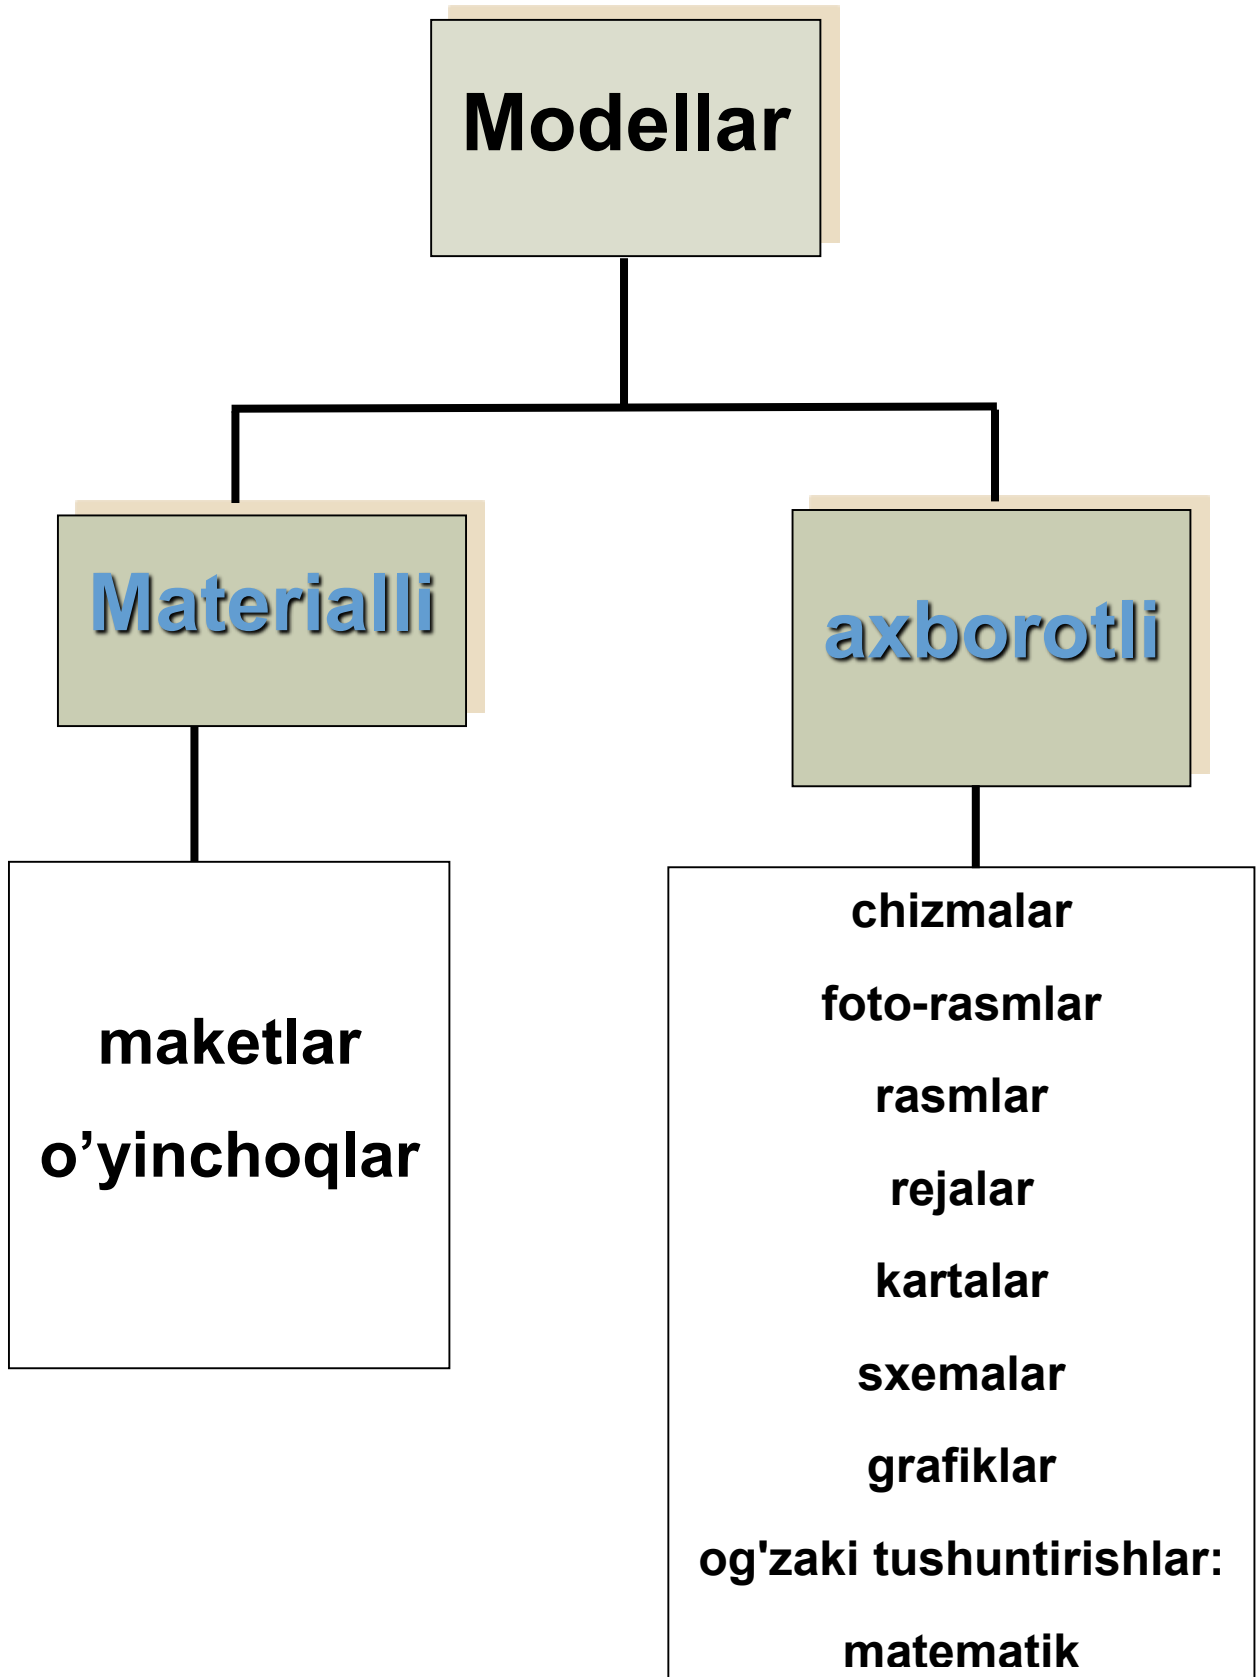 Modellar
Materialli
axborotli
maketlar
o’yinchoqlar
chizmalar
foto-rasmlar
rasmlar
rejalar
kartalar
sxemalar
grafiklar
og'zaki tushuntirishlar:
matematik